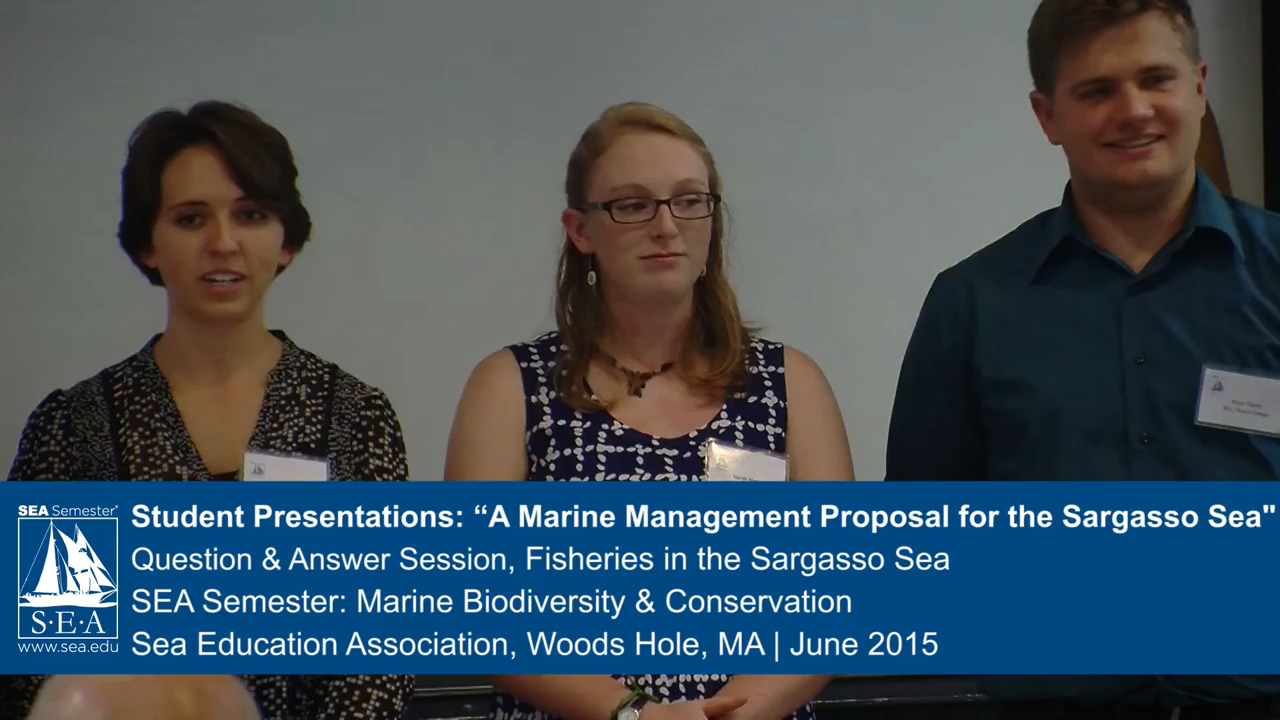 SEA Semester®
S·E·A
www.sea.edu
Student Presentations: “A Marine Management Proposal for the Sargasso Sea"
Question & Answer Session, Fisheries in the Sargasso Sea
SEA Semester: Marine Biodiversity & Conservation
Sea Education Association, Woods Hole, MA | June 2015